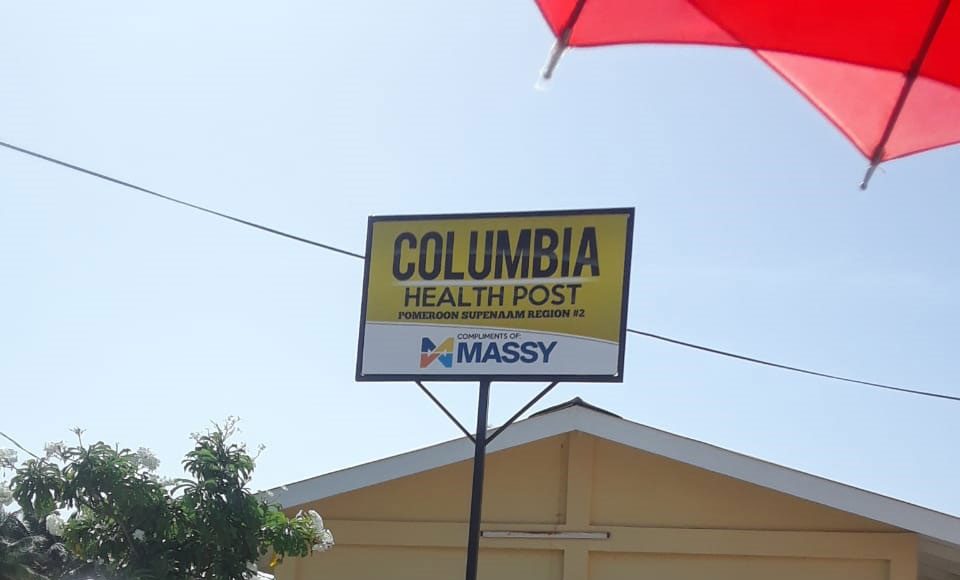 COLUMBIA
HEALTH POST
POMEROON SUPENAAM REGION #2
COMPLIMENTS OF:
MASSY